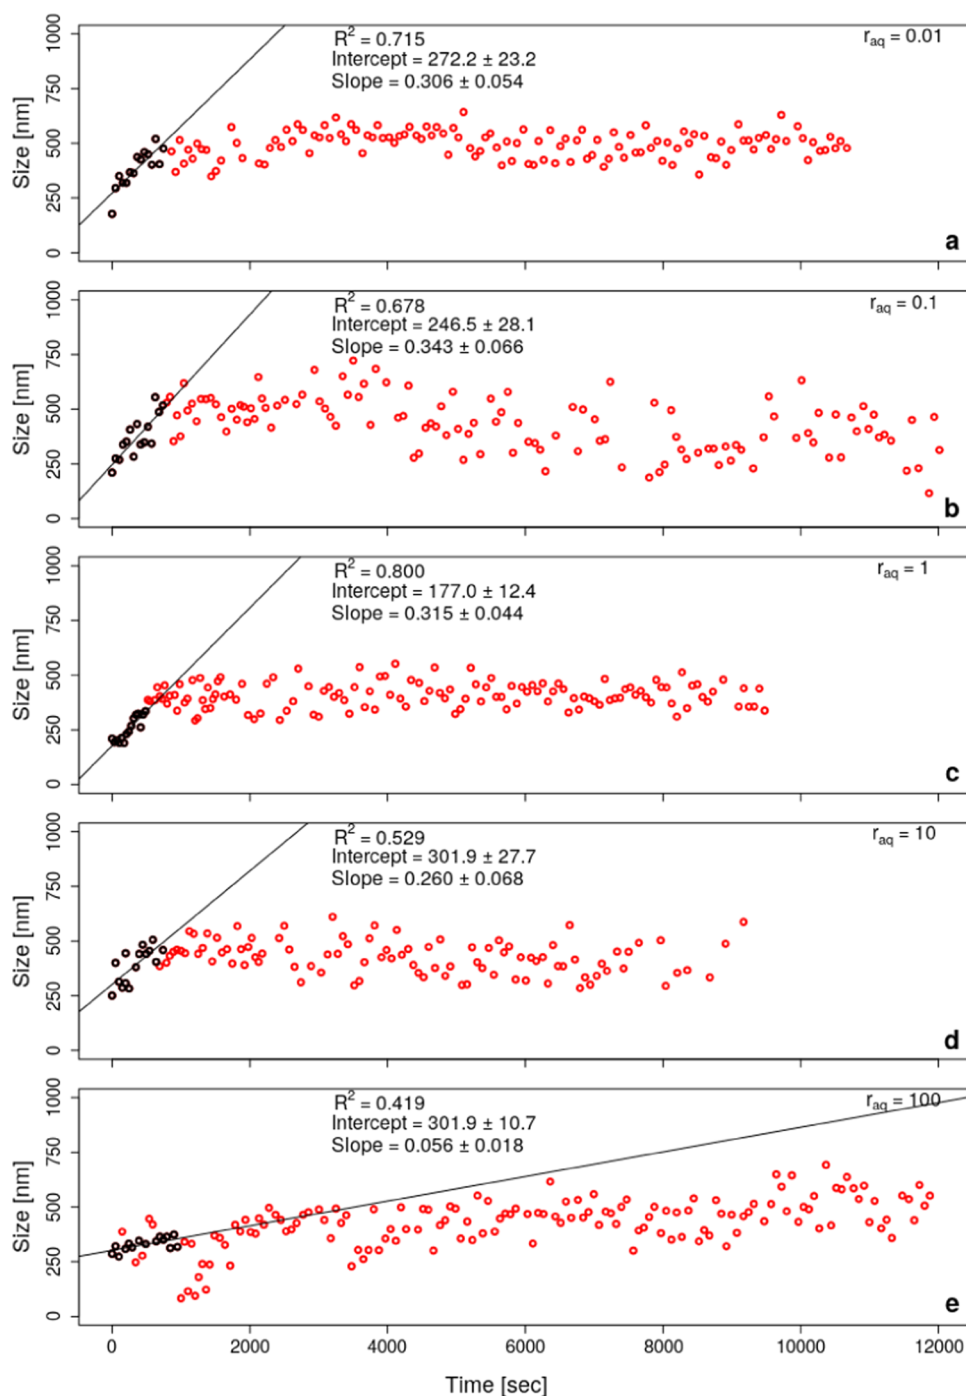 R² = 0.715
r_aq = 0.01
Intercept = 272.2 ± 23.2
Slope = 0.306 ± 0.054
1000
750
500
250
0
Size [nm]
a
R² = 0.678
r_aq = 0.1
Intercept = 246.5 ± 28.1
Slope = 0.343 ± 0.066
1000
750
500
250
0
Size [nm]
b
R² = 0.800
r_aq = 1
Intercept = 177.0 ± 12.4
Slope = 0.315 ± 0.044
1000
750
500
250
0
Size [nm]
c
R² = 0.529
r_aq = 10
Intercept = 301.9 ± 27.7
Slope = 0.260 ± 0.068
1000
750
500
250
0
Size [nm]
d
R² = 0.419
r_aq = 100
Intercept = 301.9 ± 10.7
Slope = 0.056 ± 0.018
1000
750
500
250
0
Size [nm]
e
0 2000 4000 6000 8000 10000 12000
Time [sec]